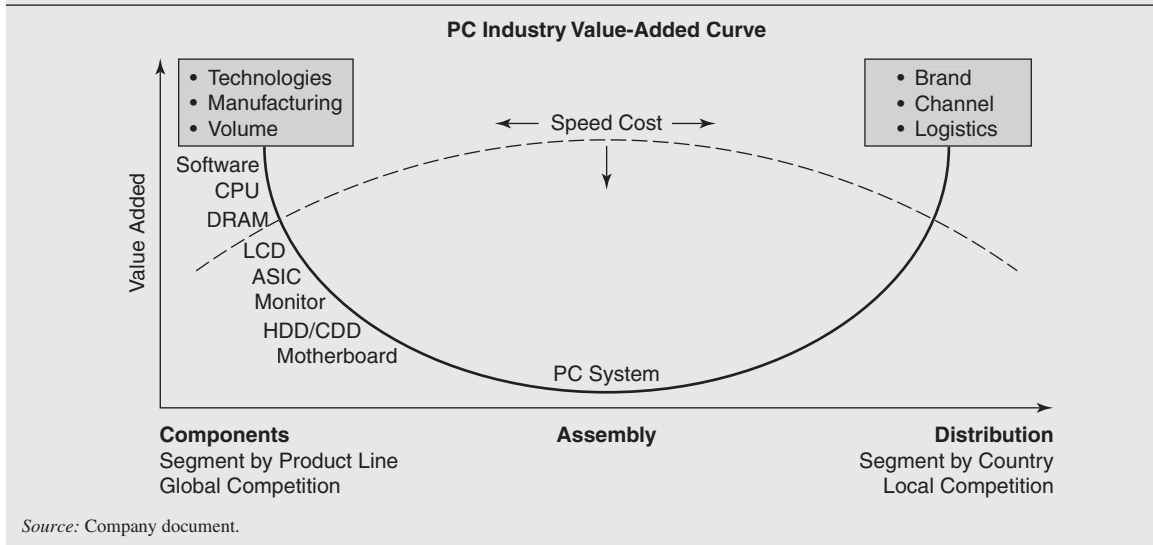 PC Industry Value-Added Curve
• Technologies
• Manufacturing
• Volume
• Brand
• Channel
• Logistics
Speed Cost
Software
CPU
DRAM
LCD
ASIC
Monitor
HDD/CDD
Motherboard
PC System
Value Added
Components
Segment by Product Line
Global Competition
Assembly
Distribution
Segment by Country
Local Competition
Source: Company document.